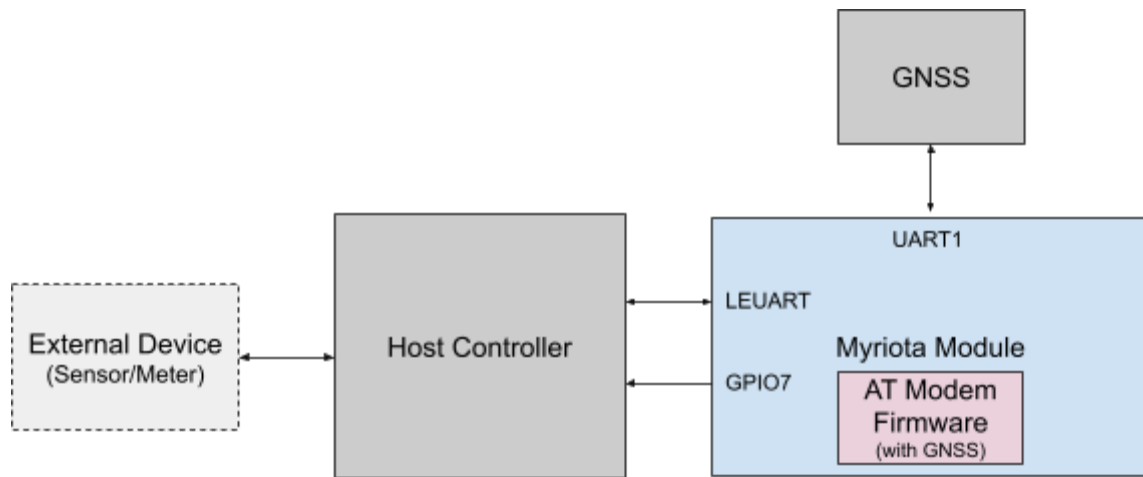 GNSS
UART1
LEUART
External Device
(Sensor/Meter)
Host Controller
Myriota Module
GPIO7
AT Modem
Firmware
(with GNSS)